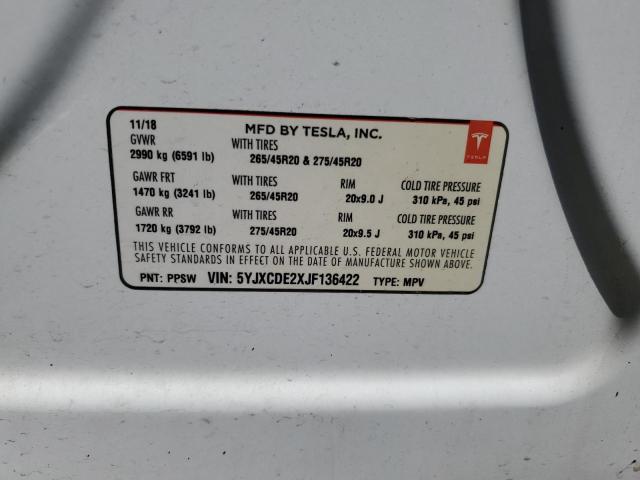 11/18 MFD BY TESLA, INC.
GVWR WITH TIRES
2990 kg (6591 lb) 265/45R20 & 275/45R20
TESLA
GAWR FRT WITH TIRES RIM COLD TIRE PRESSURE
1470 kg (3241 lb) 265/45R20 20x9.0 J 310 kPa, 45 psi
GAWR RR WITH TIRES RIM COLD TIRE PRESSURE
1720 kg (3792 lb) 275/45R20 20x9.5 J 310 kPa, 45 psi
THIS VEHICLE CONFORMS TO ALL APPLICABLE U.S. FEDERAL MOTOR VEHICLE
SAFETY STANDARDS IN EFFECT ON THE DATE OF MANUFACTURE SHOWN ABOVE.
PNT: PPSW VIN: 5YJXCDE2XJF136422 TYPE: MPV